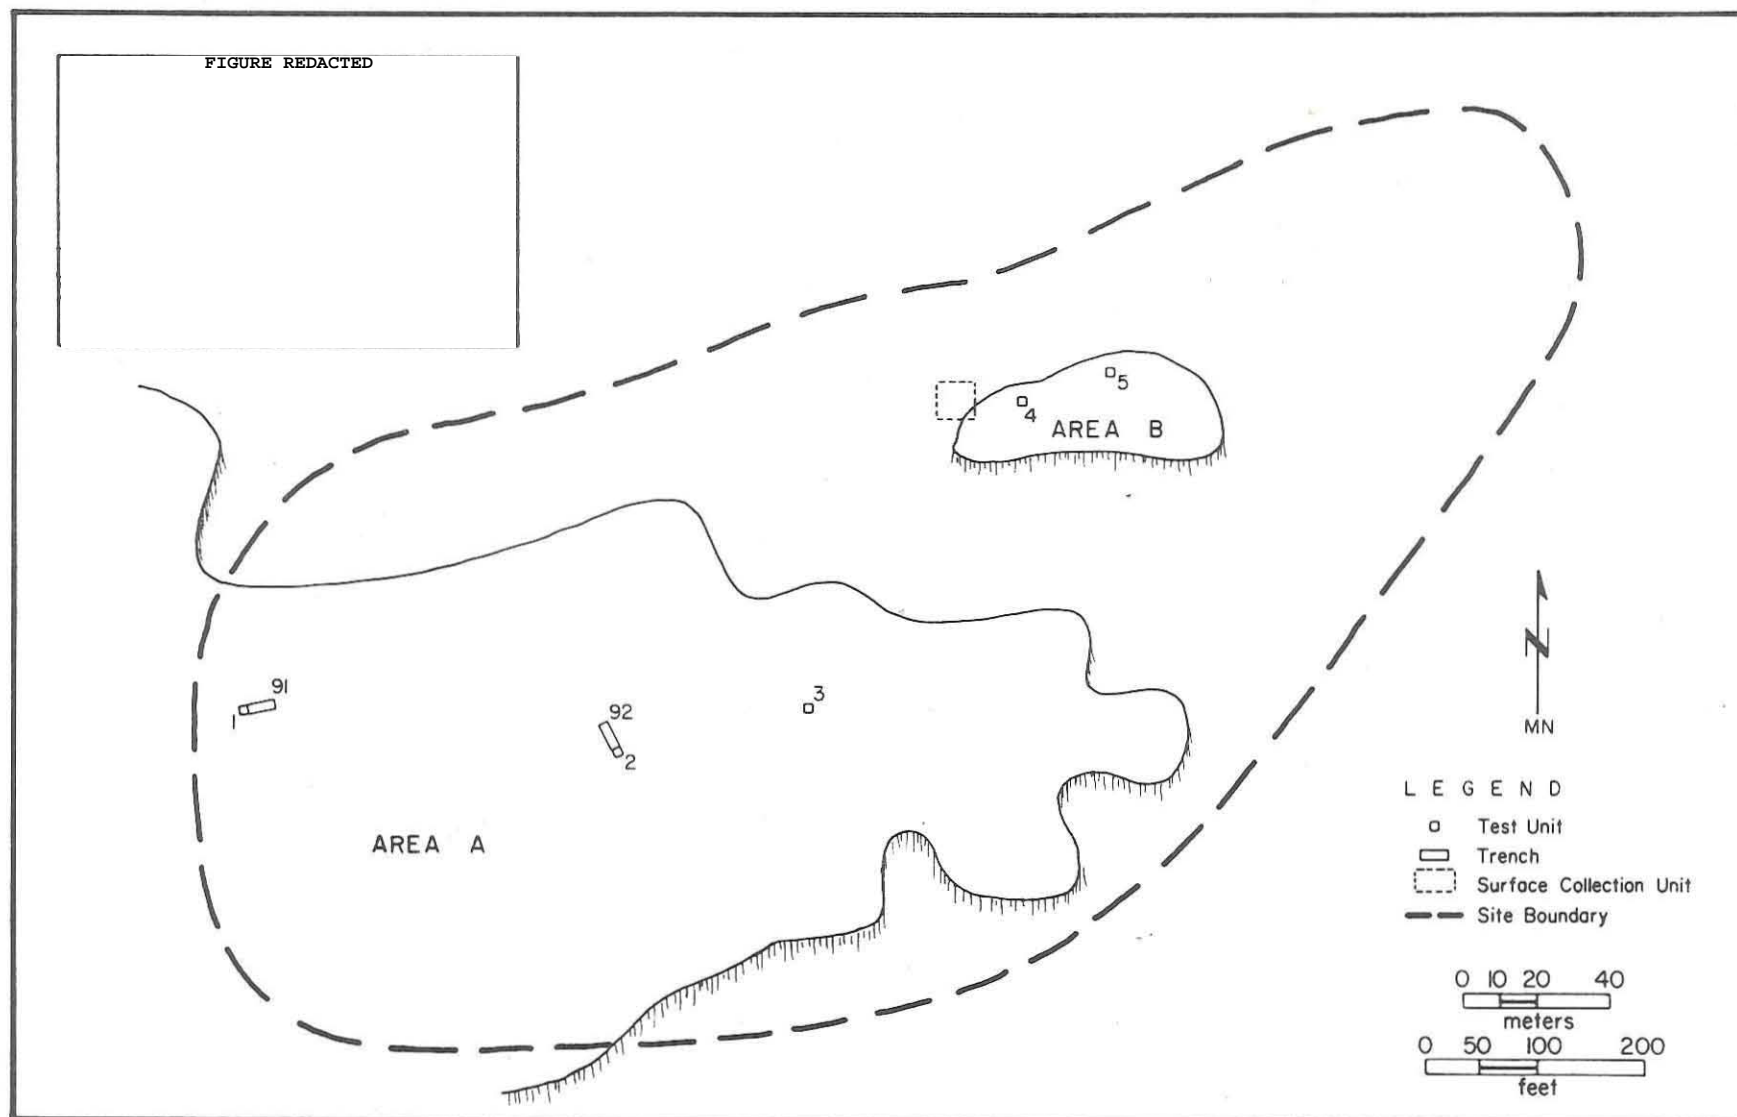 FIGURE REDACTED
5
4
AREA B
91
1
92
2
3
AREA A
N
MN
LEGEND
Test Unit
Trench
Surface Collection Unit
Site Boundary
0 10 20 40
meters
0 50 100 200
feet